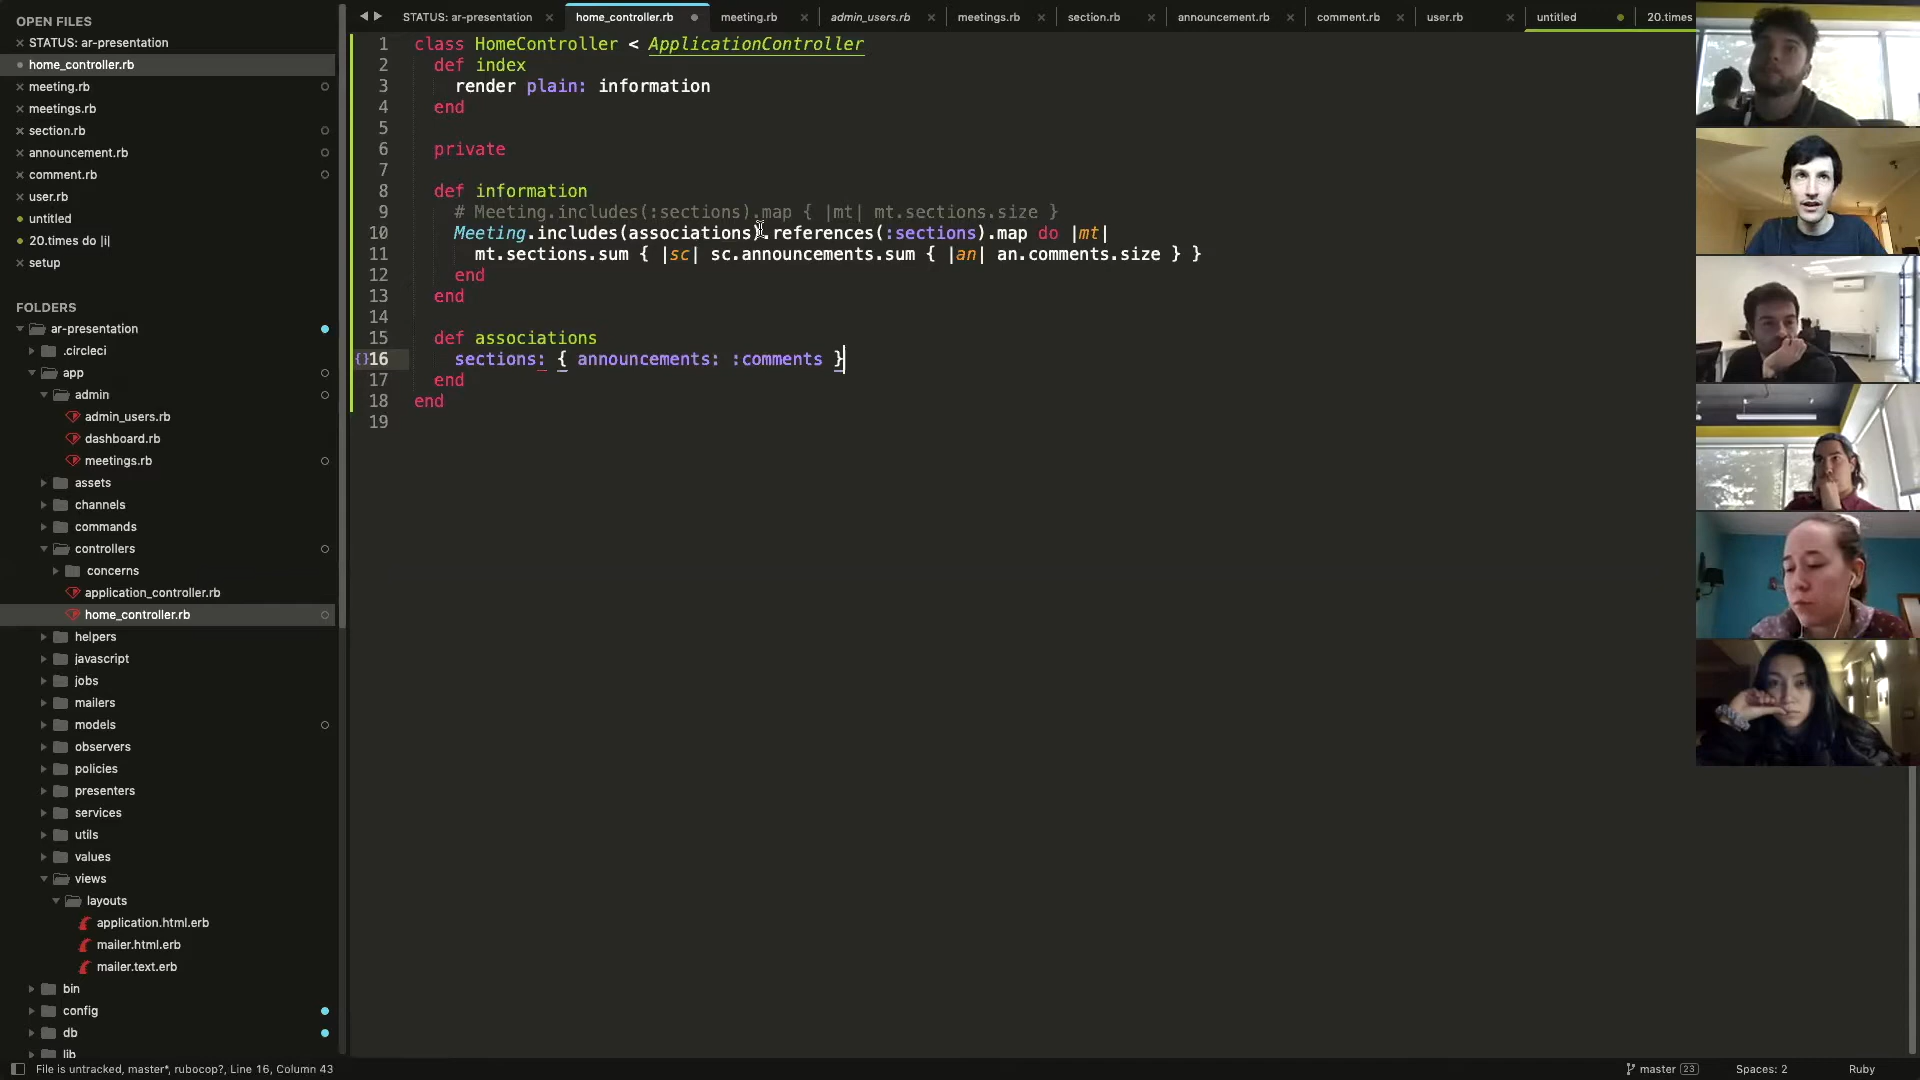 OPEN FILES
STATUS: ar-presentation
home_controller.rb
meeting.rb
meetings.rb
section.rb
announcement.rb
comment.rb
user.rb
untitled
20.times do |i|
setup
FOLDERS
ar-presentation
.circleci
app
admin
admin_users.rb
dashboard.rb
meetings.rb
assets
channels
commands
controllers
concerns
application_controller.rb
home_controller.rb
helpers
javascript
jobs
mailers
models
observers
policies
presenters
services
utils
values
views
layouts
application.html.erb
mailer.html.erb
mailer.text.erb
bin
config
db
lib
STATUS: ar-presentation home_controller.rb meeting.rb admin_users.rb meetings.rb section.rb announcement.rb comment.rb user.rb untitled 20.times
1 class HomeController < ApplicationController
2 def index
3 render plain: information
4 end
5
6 private
7
8 def information
9 # Meeting.includes(:sections).map { |mt| mt.sections.size }
10 Meeting.includes(associations).references(:sections).map do |mt|
11 mt.sections.sum { |sc| sc.announcements.sum { |an| an.comments.size } }
12 end
13 end
14
15 def associations
{}16 sections: { announcements: :comments }
17 end
18 end
19
File is untracked, master*, rubocop?, Line 16, Column 43 master 23 Spaces: 2 Ruby